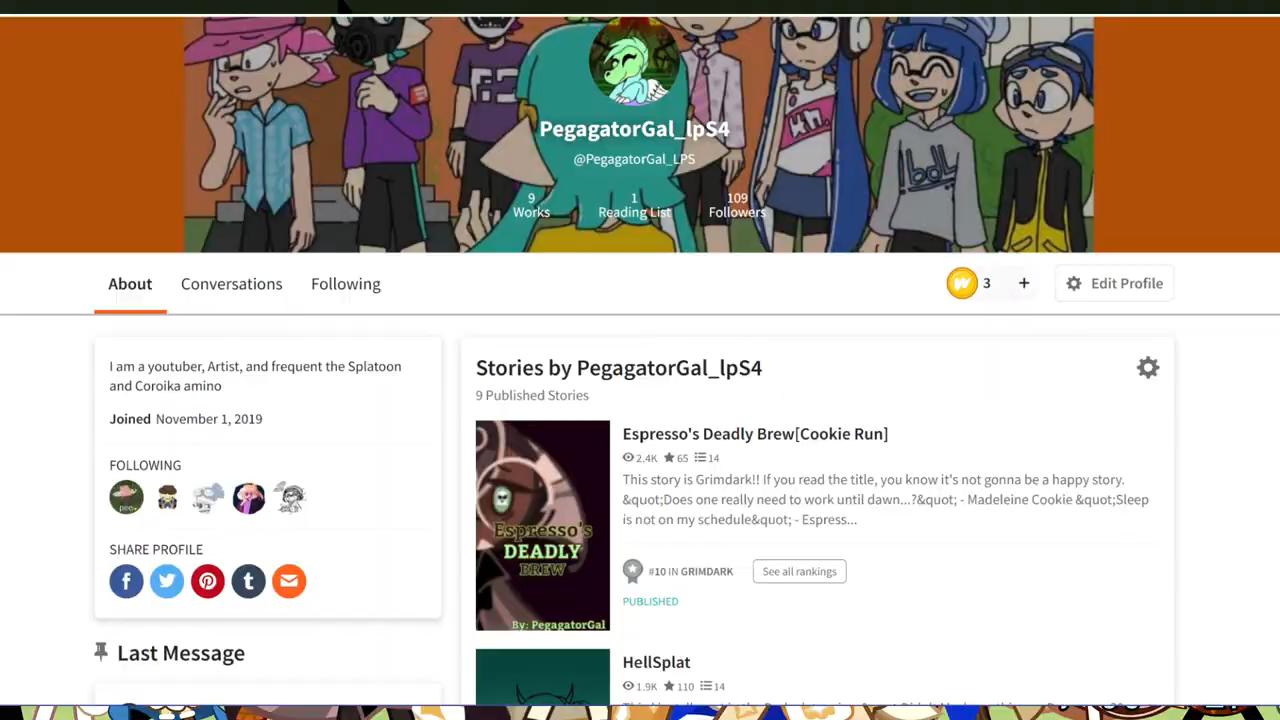 kn.
boll
PegagatorGal_lpS4
@PegagatorGal_LPS
9
Works
1
Reading List
109
Followers
About
Conversations
Following
3
+
Edit Profile
I am a youtuber, Artist, and frequent the Splatoon
and Coroika amino
Joined November 1, 2019
FOLLOWING
SHARE PROFILE
Last Message
Stories by PegagatorGal_lpS4
9 Published Stories
Espresso's
DEADLY
BREW
By: PegagatorGal
Espresso's Deadly Brew[Cookie Run]
2.4K 65 14
This story is Grimdark!! If you read the title, you know it's not gonna be a happy story.
&quot;Does one really need to work until dawn...?&quot; - Madeleine Cookie &quot;Sleep
is not on my schedule&quot; - Espress...
#10 IN GRIMDARK
See all rankings
PUBLISHED
HellSplat
1.9K 110 14